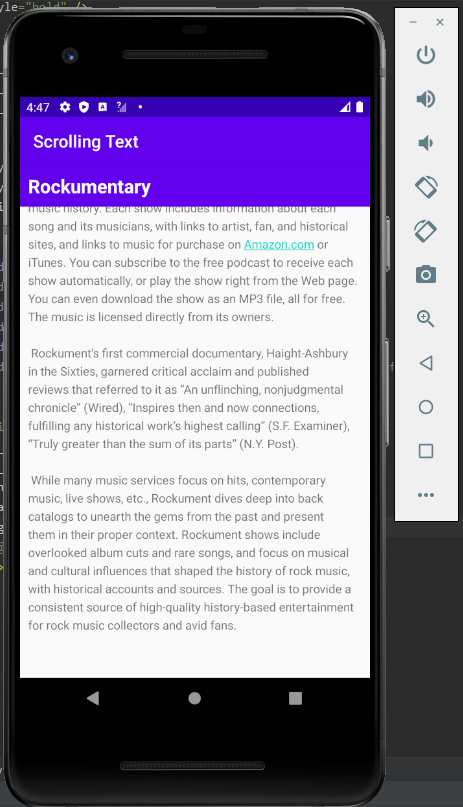 yle="bold" />
4:47
Scrolling Text
Rockumentary
music history. Each show includes information about each
song and its musicians, with links to artist, fan, and historical
sites, and links to music for purchase on Amazon.com or
iTunes. You can subscribe to the free podcast to receive each
show automatically, or play the show right from the Web page.
You can even download the show as an MP3 file, all for free.
The music is licensed directly from its owners.
Rockument's first commercial documentary, Haight-Ashbury
in the Sixties, garnered critical acclaim and published
reviews that referred to it as “An unflinching, nonjudgmental
chronicle” (Wired), “Inspires then and now connections,
fulfilling any historical work’s highest calling” (S.F. Examiner),
“Truly greater than the sum of its parts” (N.Y. Post).
While many music services focus on hits, contemporary
music, live shows, etc., Rockument dives deep into back
catalogs to unearth the gems from the past and present
them in their proper context. Rockument shows include
overlooked album cuts and rare songs, and focus on musical
and cultural influences that shaped the history of rock music,
with historical accounts and sources. The goal is to provide a
consistent source of high-quality history-based entertainment
for rock music collectors and avid fans.